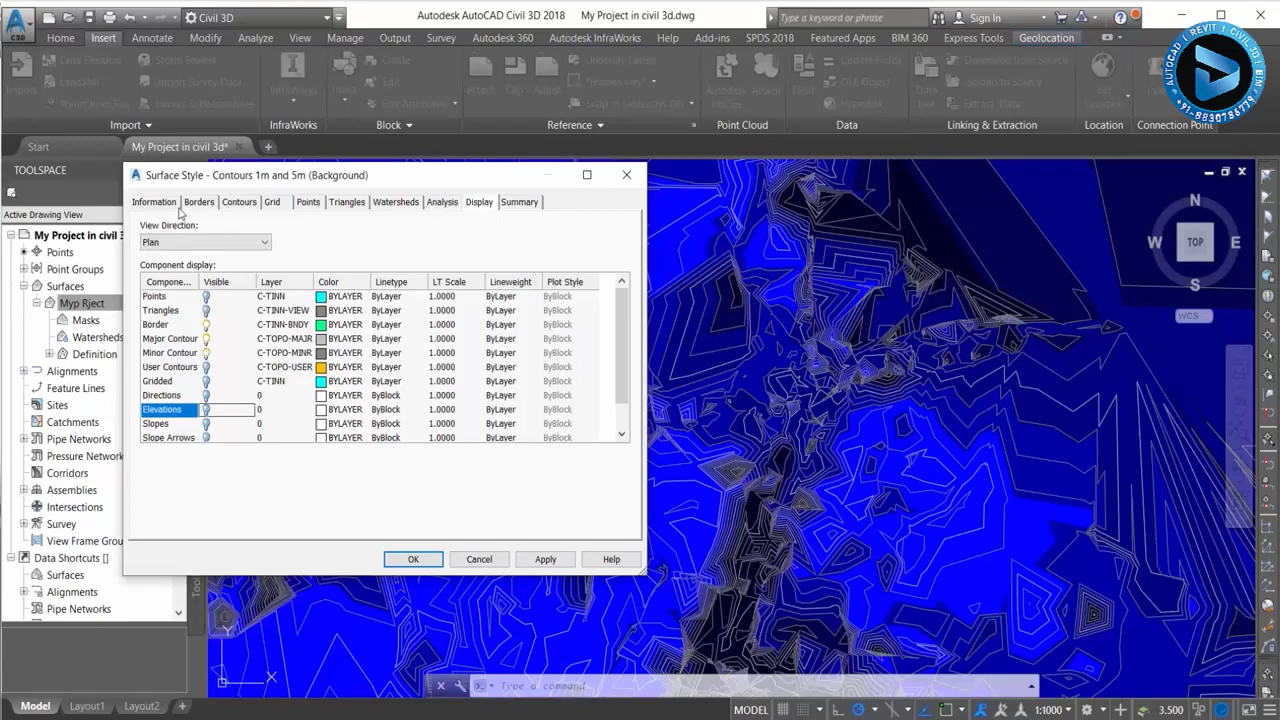 C3D
Civil 3D
Autodesk AutoCAD Civil 3D 2018 My Project in civil 3d.dwg
Type a keyword or phrase
Sign In
Home Insert Annotate Modify Analyze View Manage Output Survey Autodesk 360 Autodesk InfraWorks Help Add-ins SPDS 2018 Featured Apps BIM 360 Express Tools Geolocation
AUTOCAD ( REVIT ( CIVIL 3D ( BIM
+91-8830786779
Import InfraWorks Block Reference Point Cloud Data Linking & Extraction Location Connection Point
Start
My Project in civil 3d*
TOOLSPACE
Active Drawing View
My Project in civil 3
Points
Point Groups
Surfaces
Myp Rject
Masks
Watersheds
Definition
Alignments
Feature Lines
Sites
Catchments
Pipe Networks
Pressure Netwo
Corridors
Assemblies
Intersections
Survey
View Frame Grou
Data Shortcuts []
Surfaces
Alignments
Pipe Networks
Surface Style - Contours 1m and 5m (Background)
Information Borders Contours Grid Points Triangles Watersheds Analysis Display Summary
View Direction:
Plan
Component display:
Compone... Visible Layer Color Linetype LT Scale Lineweight Plot Style
Points C-TINN BYLAYER ByLayer 1.0000 ByLayer ByBlock
Triangles C-TINN-VIEW BYLAYER ByLayer 1.0000 ByLayer ByBlock
Border C-TINN-BNDY BYLAYER ByLayer 1.0000 ByLayer ByBlock
Major Contour C-TOPO-MAJR BYLAYER ByLayer 1.0000 ByLayer ByBlock
Minor Contour C-TOPO-MINR BYLAYER ByLayer 1.0000 ByLayer ByBlock
User Contours C-TOPO-USER BYLAYER ByLayer 1.0000 ByLayer ByBlock
Gridded C-TINN BYLAYER ByLayer 1.0000 ByLayer ByBlock
Directions 0 BYLAYER ByBlock 1.0000 ByLayer ByBlock
Elevations 0 BYLAYER ByBlock 1.0000 ByLayer ByBlock
Slopes 0 BYLAYER ByBlock 1.0000 ByLayer ByBlock
Slope Arrows 0 BYLAYER ByBlock 1.0000 ByLayer ByBlock
OK Cancel Apply Help
N
W TOP E
S
WCS
Y
X
Type a command
Model Layout1 Layout2
MODEL 1:1000 3.500